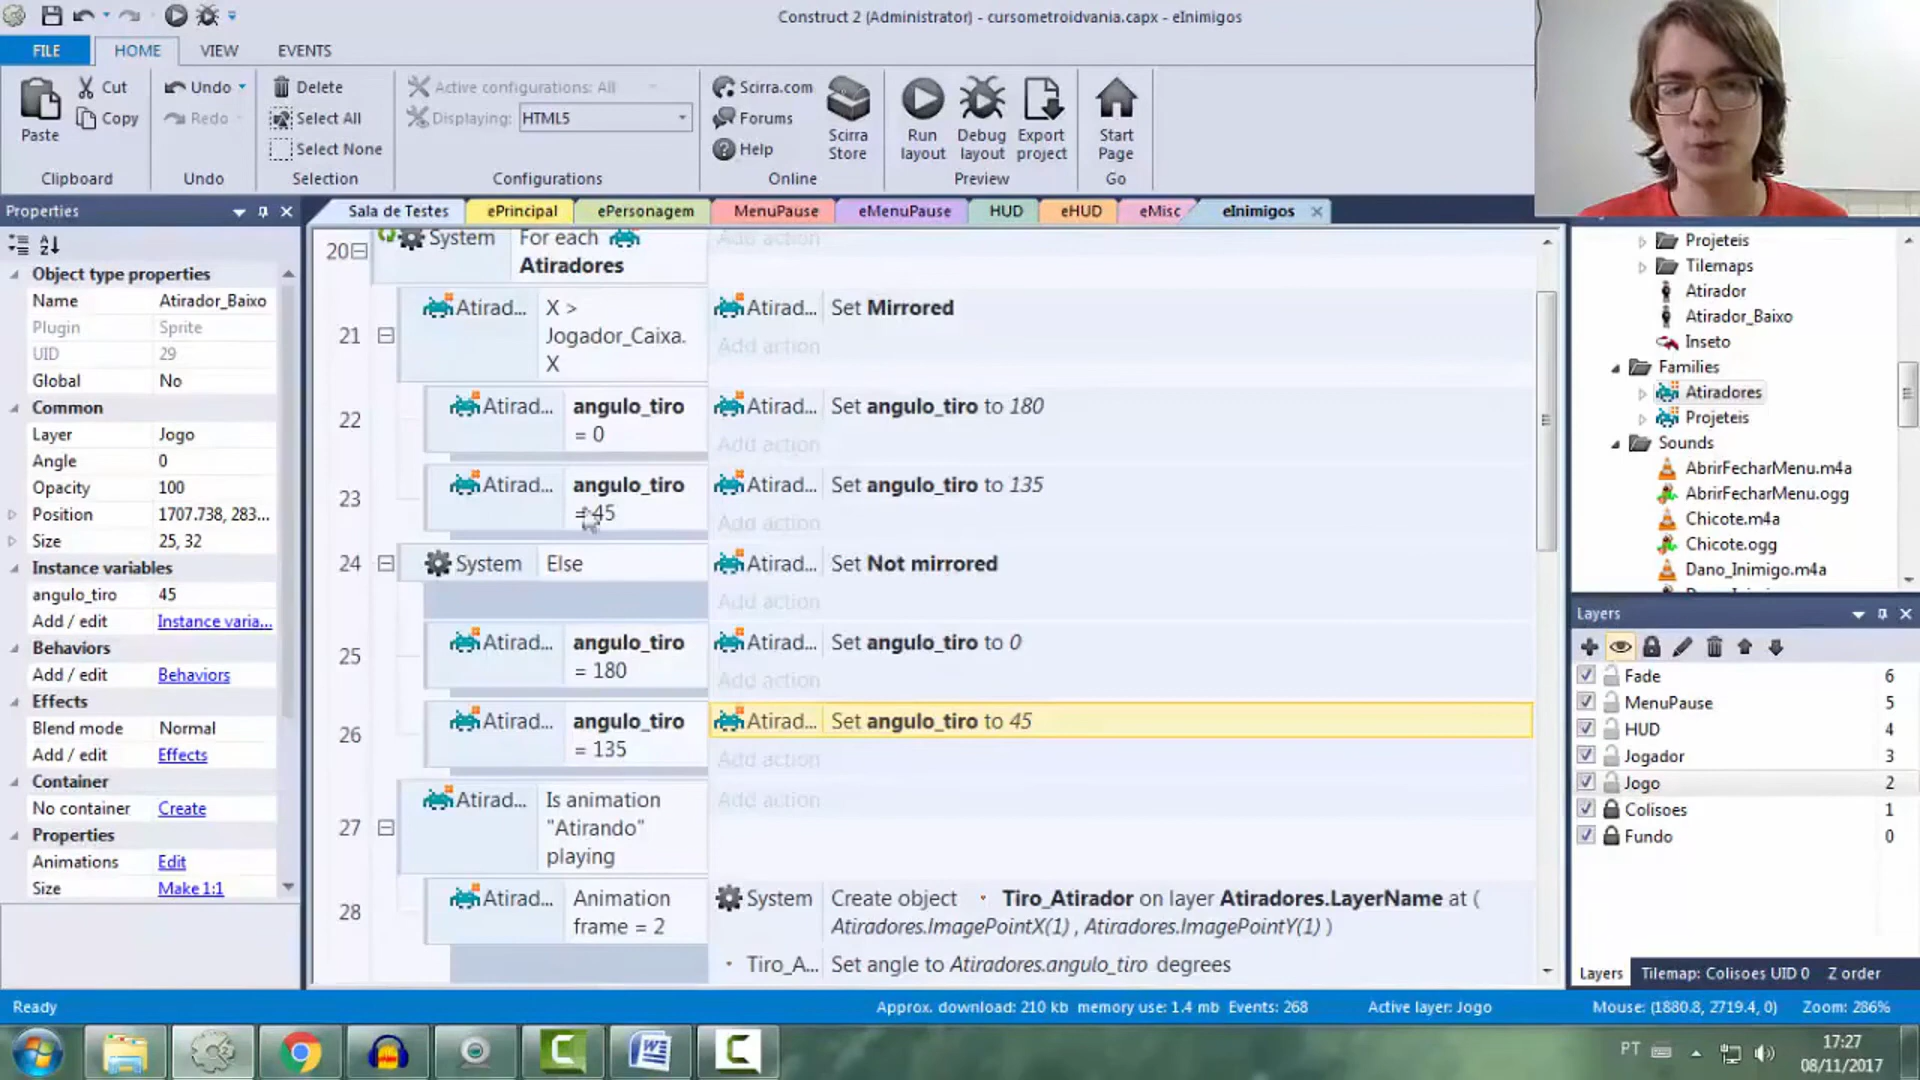 Construct 2 (Administrator) - cursometroidvania.capx - eInimigos
FILE HOME VIEW EVENTS
Paste
Cut
Copy
Clipboard
Undo
Redo
Undo
Delete
Select All
Select None
Selection
Active configurations: All
Displaying: HTML5
Configurations
Scirra.com
Forums
Help
Scirra Store
Online
Run layout
Debug layout
Export project
Preview
Start Page
Go
Properties
Sala de Testes ePrincipal ePersonagem MenuPause eMenuPause HUD eHUD eMisc eInimigos
Object type properties
Name Atirador_Baixo
Plugin Sprite
UID 29
Global No
Common
Layer Jogo
Angle 0
Opacity 100
Position 1707.738, 283...
Size 25, 32
Instance variables
angulo_tiro 45
Add / edit Instance varia...
Behaviors
Add / edit Behaviors
Effects
Blend mode Normal
Add / edit Effects
Container
No container Create
Properties
Animations Edit
Size Make 1:1
20 System For each Atiradores Add action
21 Atirad... X > Jogador_Caixa.X Atirad... Set Mirrored
Add action
22 Atirad... angulo_tiro = 0 Atirad... Set angulo_tiro to 180
Add action
23 Atirad... angulo_tiro = 45 Atirad... Set angulo_tiro to 135
Add action
24 System Else Atirad... Set Not mirrored
Add action
25 Atirad... angulo_tiro = 180 Atirad... Set angulo_tiro to 0
Add action
26 Atirad... angulo_tiro = 135 Atirad... Set angulo_tiro to 45
Add action
27 Atirad... Is animation "Atirando" playing Add action
28 Atirad... Animation frame = 2 System Create object Tiro_Atirador on layer Atiradores.LayerName at (
Atiradores.ImagePointX(1) , Atiradores.ImagePointY(1) )
Tiro_A... Set angle to Atiradores.angulo_tiro degrees
Projeteis
Tilemaps
Atirador
Atirador_Baixo
Inseto
Families
Atiradores
Projeteis
Sounds
AbrirFecharMenu.m4a
AbrirFecharMenu.ogg
Chicote.m4a
Chicote.ogg
Dano_Inimigo.m4a
Layers
Fade 6
MenuPause 5
HUD 4
Jogador 3
Jogo 2
Colisoes 1
Fundo 0
Layers Tilemap: Colisoes UID 0 Z order
Ready Approx. download: 210 kb memory use: 1.4 mb Events: 268 Active layer: Jogo Mouse: (1880.8, 2719.4, 0) Zoom: 286%
PT
17:27
08/11/2017